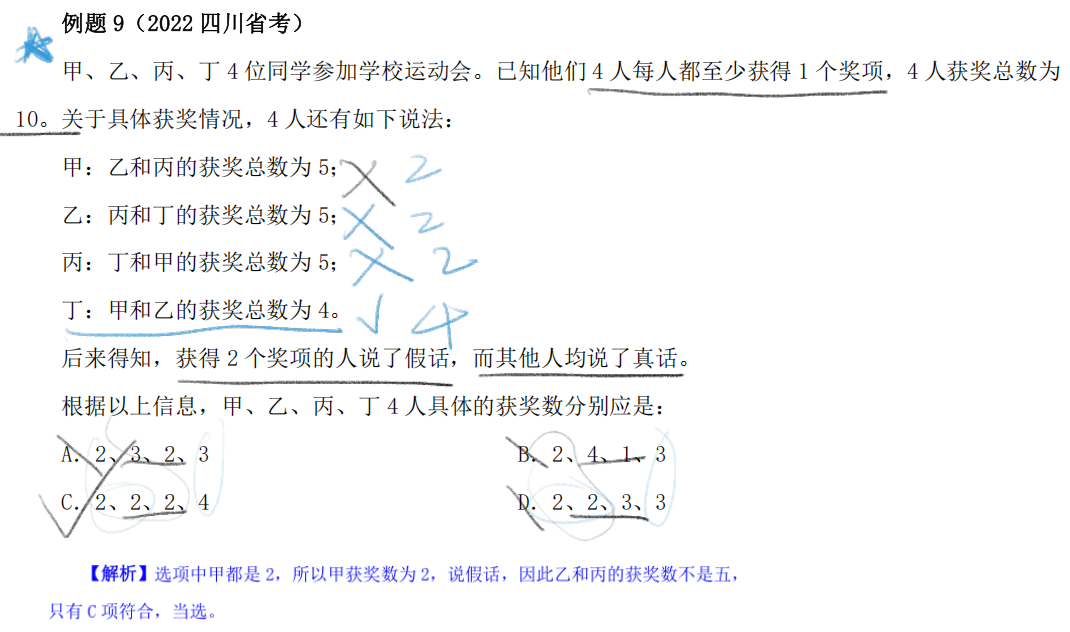 例题 9（2022 四川省考）
甲、乙、丙、丁 4 位同学参加学校运动会。已知他们 4 人每人都至少获得 1 个奖项，4 人获奖总数为
10。关于具体获奖情况，4 人还有如下说法：
甲：乙和丙的获奖总数为 5； 2
乙：丙和丁的获奖总数为 5； 2
丙：丁和甲的获奖总数为 5； 2
丁：甲和乙的获奖总数为 4。 4
后来得知，获得 2 个奖项的人说了假话，而其他人均说了真话。
根据以上信息，甲、乙、丙、丁 4 人具体的获奖数分别应是：
A. 2、3、2、3 B. 2、4、1、3
C. 2、2、2、4 D. 2、2、3、3
【解析】选项中甲都是 2，所以甲获奖数为 2，说假话，因此乙和丙的获奖数不是五，
只有 C 项符合，当选。